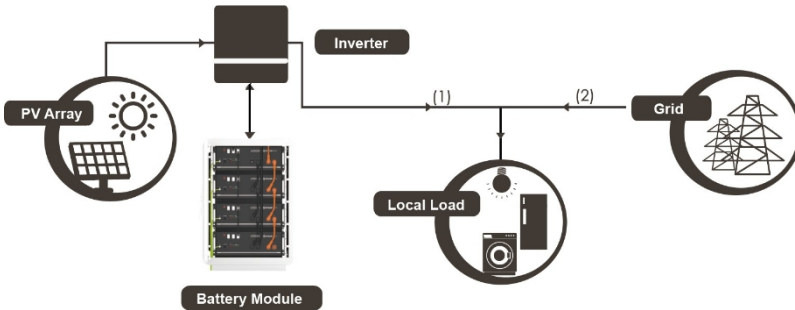 Inverter
PV Array
(1)
(2)
Grid
Local Load
Battery Module